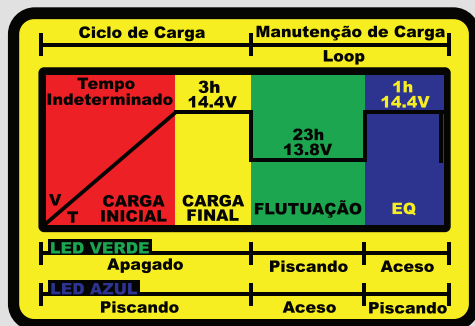 Ciclo de Carga
Manutenção de Carga
Loop
Tempo
Indeterminado
3h
14.4V
23h
13.8V
1h
14.4V
V
T
CARGA
INICIAL
CARGA
FINAL
FLUTUAÇÃO
EQ
LED VERDE
Apagado
Piscando
Aceso
LED AZUL
Piscando
Aceso
Piscando